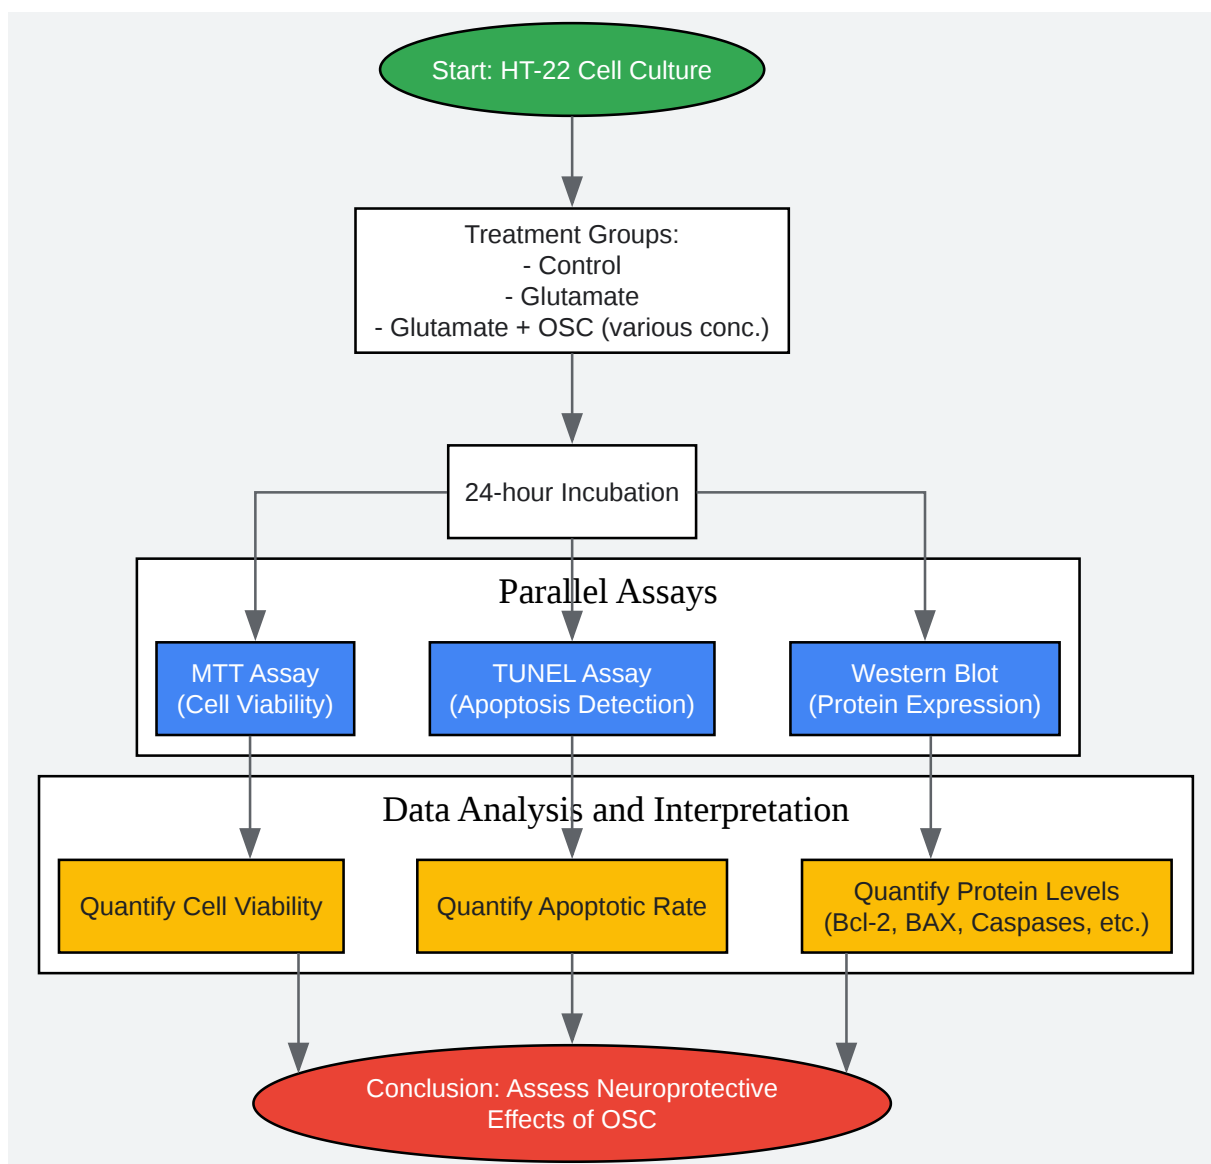 Start: HT-22 Cell Culture
Treatment Groups:
- Control
- Glutamate
- Glutamate + OSC (various conc.)
24-hour Incubation
Parallel Assays
MTT Assay
(Cell Viability)
TUNEL Assay
(Apoptosis Detection)
Western Blot
(Protein Expression)
Data Analysis and Interpretation
Quantify Cell Viability
Quantify Apoptotic Rate
Quantify Protein Levels
(Bcl-2, BAX, Caspases, etc.)
Conclusion: Assess Neuroprotective
Effects of OSC